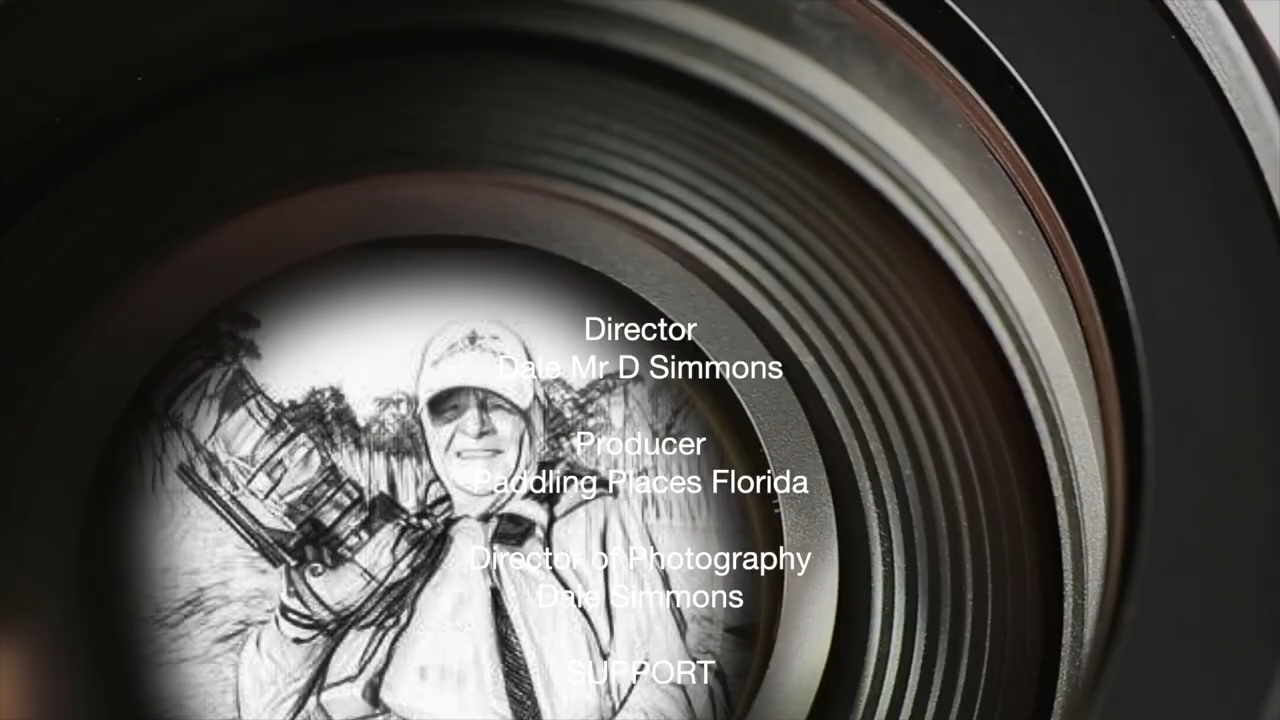 Director
Dale Mr D Simmons
Producer
Paddling Places Florida
Director of Photography
Dale Simmons
SUPPORT